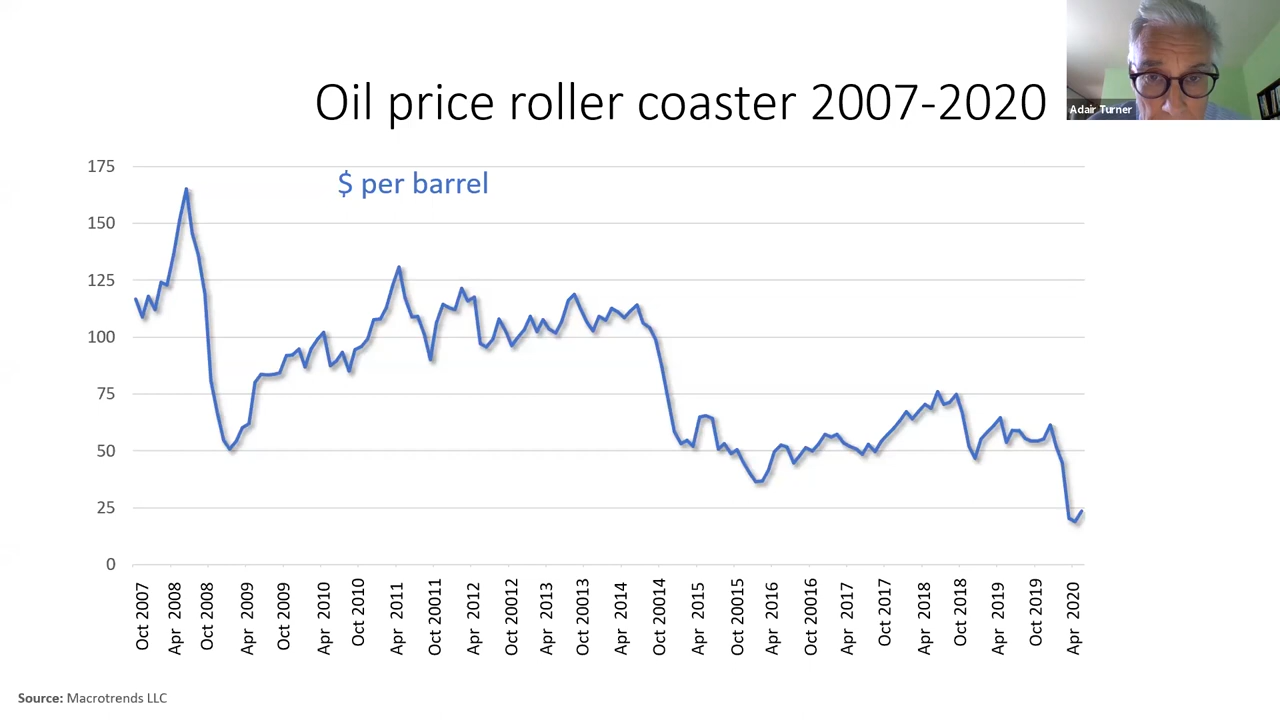 Oil price roller coaster 2007-2020
Adair Turner
$ per barrel
175
150
125
100
75
50
25
0
Oct 2007
Apr 2008
Oct 2008
Apr 2009
Oct 2009
Apr 2010
Oct 2010
Apr 2011
Oct 20011
Apr 2012
Oct 20012
Apr 2013
Oct 20013
Apr 2014
Oct 20014
Apr 2015
Oct 20015
Apr 2016
Oct 20016
Apr 2017
Oct 2017
Apr 2018
Oct 2018
Apr 2019
Oct 2019
Apr 2020
Source: Macrotrends LLC